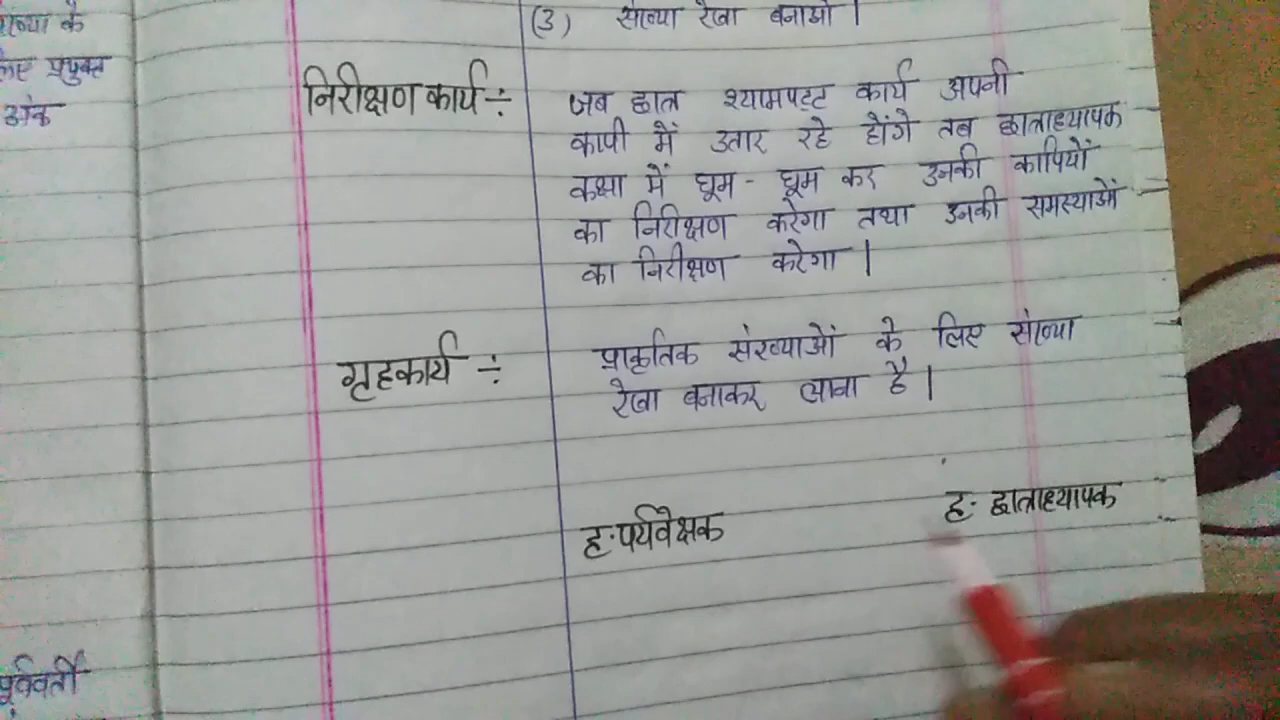 के
प्रयुक्त
अंक
पूर्ववर्ती
(3) संख्या रेखा बनाओ |
निरीक्षण कार्य ÷
जब छात्र श्यामपट्ट कार्य अपनी
कापी में उतार रहे होंगे तब छात्राध्यापक
कक्षा में घूम - घूम कर उनकी कापियों
का निरीक्षण करेगा तथा उनकी समस्याओं
का निरीक्षण करेगा |
गृहकार्य ÷
प्राकृतिक संख्याओं के लिए संख्या
रेखा बनाकर लाना है |
ह. पर्यवेक्षक
ह. छात्राध्यापक